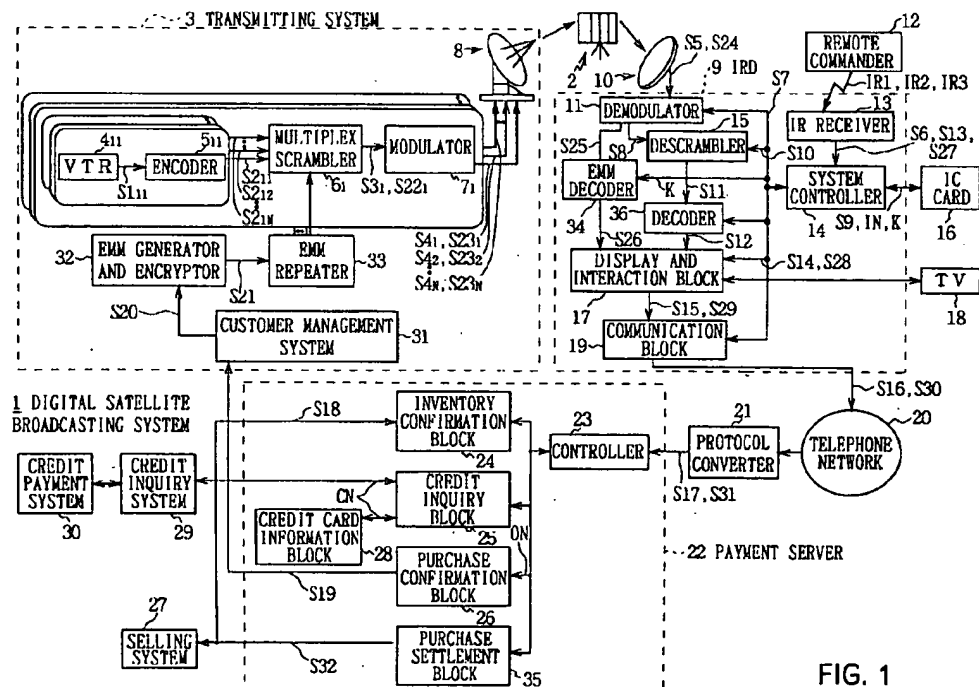 3 TRANSMITTING SYSTEM
8
2
10
S5, S24
9 IRD
12
REMOTE
COMMANDER
IR1, IR2, IR3
S7
11
DEMODULATOR
15
13
IR RECEIVER
S25
S8
DESCRAMBLER
S10
S6, S13,
S27
4₁₁
5₁₁
VTR
ENCODER
S1₁₁
S2₁₁
S2₁₂
S2₁N
MULTIPLEX
SCRAMBLER
6₁
S3₁, S22₁
MODULATOR
7₁
EMM
DECODER
34
K
S11
36
DECODER
SYSTEM
CONTROLLER
14
S9, IN, K
IC
CARD
16
S26
S12
S14, S28
32
EMM GENERATOR
AND ENCRYPTOR
S21
EMM
REPEATER
33
S4₁, S23₁
S4₂, S23₂
S4N, S23N
DISPLAY AND
INTERACTION BLOCK
17
TV
18
S20
CUSTOMER MANAGEMENT
SYSTEM
31
S15, S29
COMMUNICATION
BLOCK
19
S16, S30
1 DIGITAL SATELLITE
BROADCASTING SYSTEM
S18
INVENTORY
CONFIRMATION
BLOCK
24
23
CONTROLLER
21
PROTOCOL
CONVERTER
S17, S31
20
TELEPHONE
NETWORK
CREDIT
PAYMENT
SYSTEM
30
CREDIT
INQUIRY
SYSTEM
29
CN
CREDIT
INQUIRY
BLOCK
25
CREDIT CARD
INFORMATION
BLOCK
28
ON
22 PAYMENT SERVER
S19
PURCHASE
CONFIRMATION
BLOCK
26
27
SELLING
SYSTEM
S32
PURCHASE
SETTLEMENT
BLOCK
35
FIG. 1